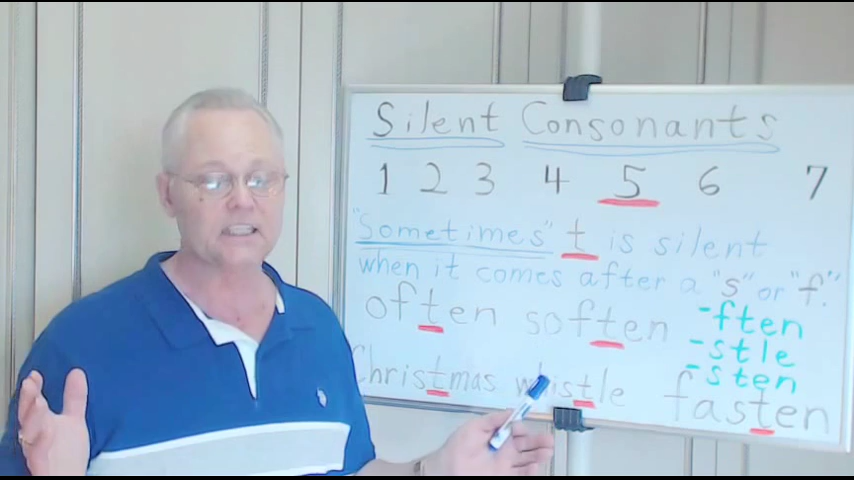 Silent Consonants
1 2 3 4 5 6 7
"Sometimes" t is silent
when it comes after a "s" or "f."
often soften -ften
-stle
-sten
Christmas whistle fasten